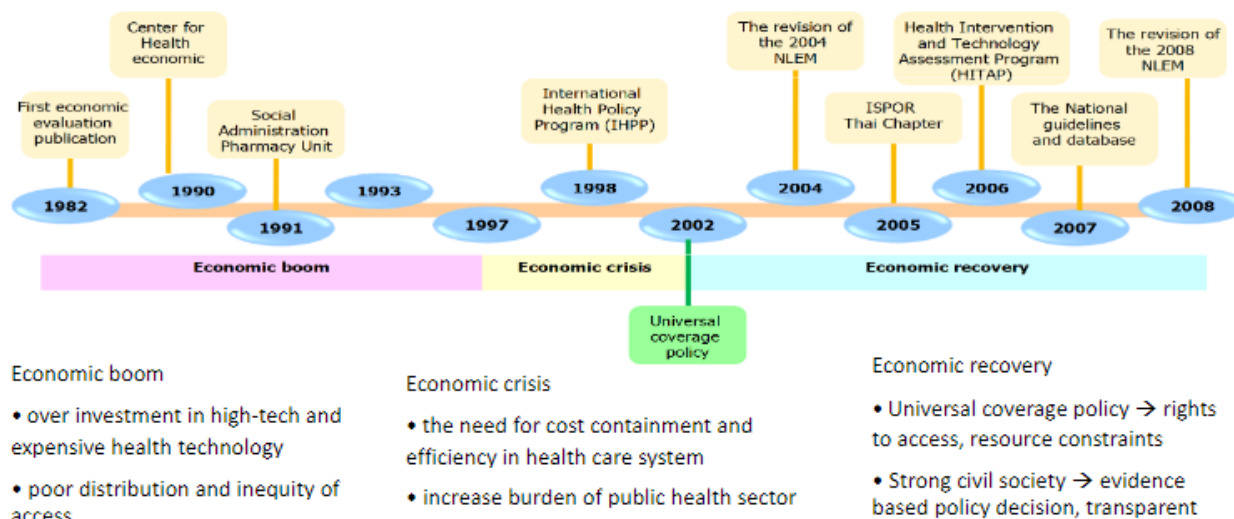 Center for
Health
economic
First economic
evaluation
publication
Social
Administration
Pharmacy Unit
International
Health Policy
Program (IHPP)
The revision of
the 2004
NLEM
ISPOR
Thai Chapter
Health Intervention
and Technology
Assessment Program
(HITAP)
The National
guidelines
and database
The revision of
the 2008
NLEM
1982
1990
1991
1993
1997
1998
2002
2004
2005
2006
2007
2008
Economic boom
Economic crisis
Economic recovery
Universal
coverage
policy
Economic boom
• over investment in high-tech and
expensive health technology
• poor distribution and inequity of
access
Economic crisis
• the need for cost containment and
efficiency in health care system
• increase burden of public health sector
Economic recovery
• Universal coverage policy → rights
to access, resource constraints
• Strong civil society → evidence
based policy decision, transparent